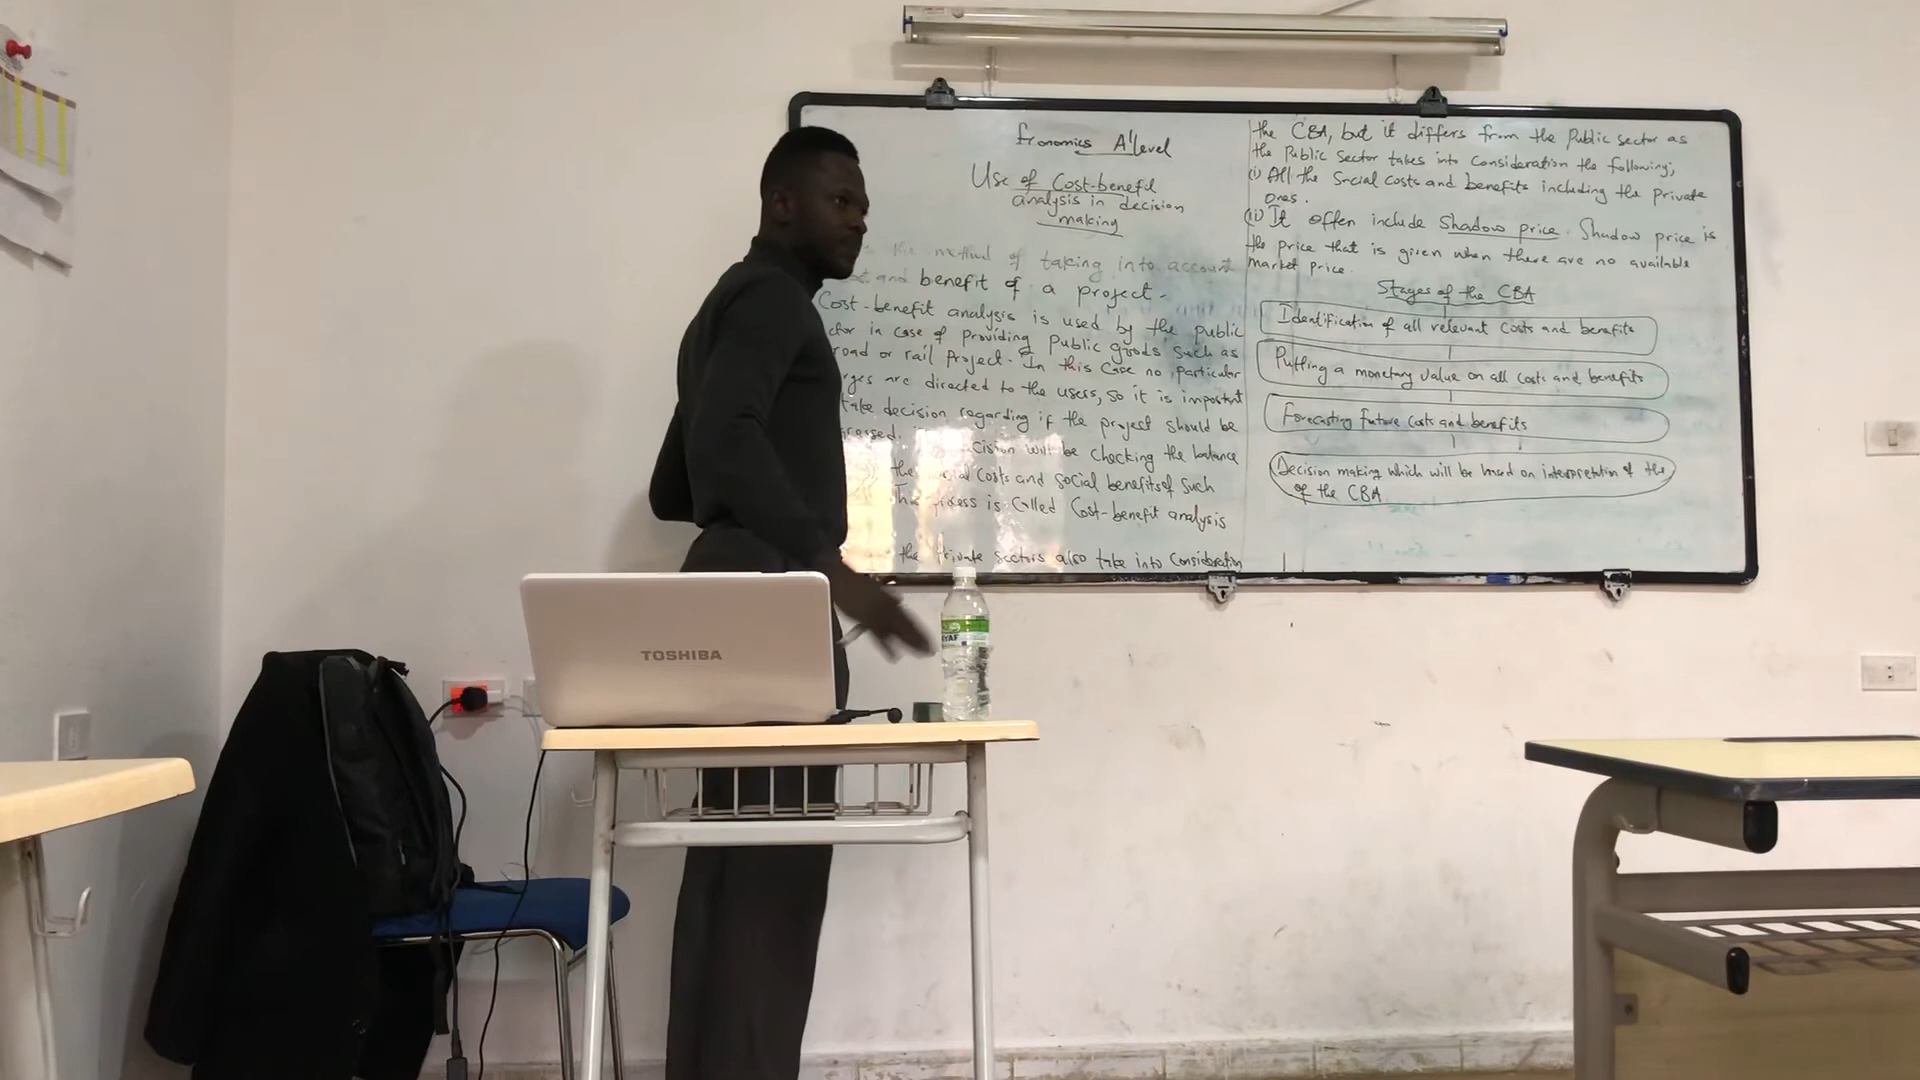 Economics A'level
Use of Cost-benefit
analysis in decision
making
the method of taking into account
and benefit of a project.
Cost-benefit analysis is used by the public
in case of providing public goods such as
road or rail project. In this case no particular
are directed to the users, so it is important
take decision regarding if the project should be
will be checking the balance
the costs and social benefits of such
is called Cost-benefit analysis
the private sectors also take into consideration
the CBA, but it differs from the public sector as
the Public Sector takes into consideration the following;
(i) All the social costs and benefits including the private
ones.
(ii) It offen include Shadow price. Shadow price is
the price that is given when there are no available
market price.
Stages of the CBA
Identification of all relevant costs and benefits
Putting a monetary value on all costs and benefits
Forecasting future costs and benefits
Decision making which will be based on interpretation of the
of the CBA
TOSHIBA